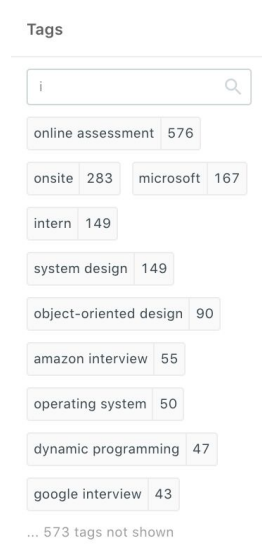 Tags
i
online assessment 576
onsite 283 microsoft 167
intern 149
system design 149
object-oriented design 90
amazon interview 55
operating system 50
dynamic programming 47
google interview 43
... 573 tags not shown